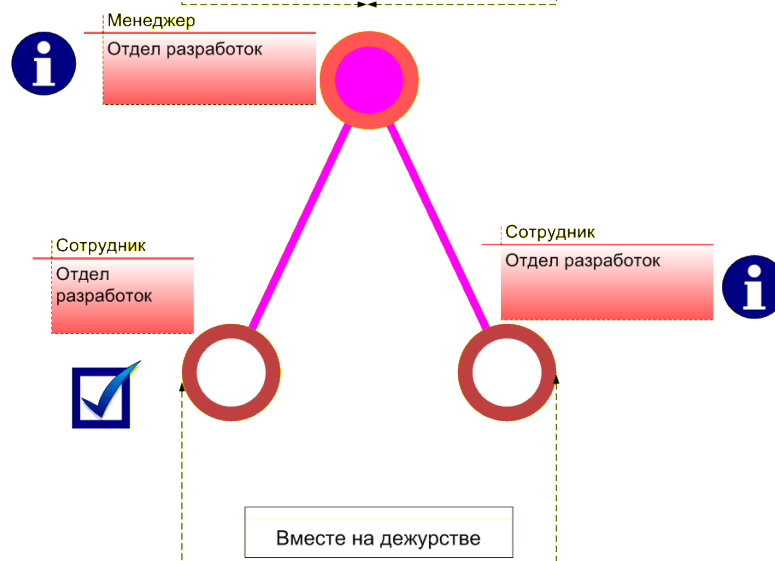 Менеджер
Отдел разработок
Сотрудник
Отдел
разработок
Сотрудник
Отдел разработок
Вместе на дежурстве